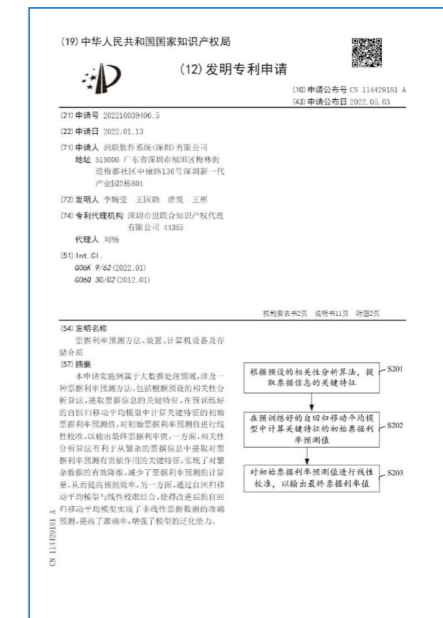 (19)中华人民共和国国家知识产权局
(12)发明专利申请
(10)申请公布号 CN 114429181 A
(43)申请公布日 2022.05.03
(21)申请号 202210039406.5
(22)申请日 2022.01.13
(71)申请人 润联软件系统(深圳)有限公司
地址 518000 广东省深圳市福田区梅林街
道梅都社区中康路136号深圳新一代
产业园2栋801
(72)发明人 李婉莹 王国勋 唐悦 王彬
(74)专利代理机构 深圳市世联合知识产权代理
有限公司 44385
代理人 刘畅
(51)Int.Cl.
G06K 9/62(2022.01)
G06Q 30/02(2012.01)
权利要求书2页 说明书11页 附图2页
(54)发明名称
票据利率预测方法、装置、计算机设备及存
储介质
(57)摘要
本申请实施例属于大数据处理领域,涉及一
种票据利率预测方法,包括根据预设的相关性分
析算法,提取票据信息的关键特征,在预训练好
的自回归移动平均模型中计算关键特征的初始
票据利率预测值,对初始票据利率预测值进行线
性校准,以输出最终票据利率值,一方面,相关性
分析算法有利于从繁杂的票据信息中提取对票
据利率预测有贡献作用的关键特征,实现了对繁
杂数据的有效降维,减少了票据利率预测的计算
量,从而提高预测效率,另一方面,通过自回归移
动平均模型与线性校准结合,使得改进后的自回
归移动平均模型实现了非线性票据数据的准确
预测,提高了准确率,增强了模型的泛化能力。
根据预设的相关性分析算法,提
取票据信息的关键特征
S201
在预训练好的自回归移动平均模
型中计算关键特征的初始票据利
率预测值
S202
对初始票据利率预测值进行线性
校准,以输出最终票据利率值
S203
CN 114429181 A